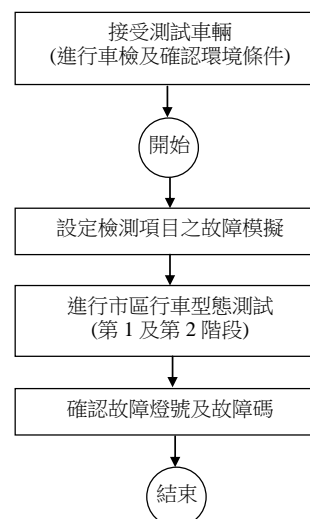 接受測試車輛
(進行車檢及確認環境條件)
開始
設定檢測項目之故障模擬
進行市區行車型態測試
(第 1 及第 2 階段)
確認故障燈號及故障碼
結束